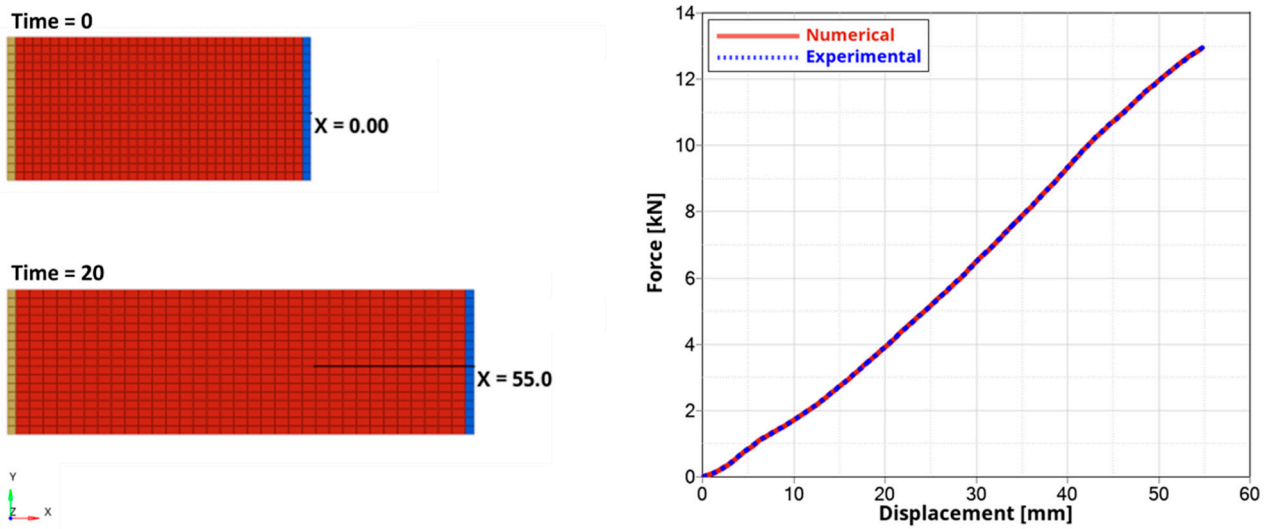 Time = 0
X = 0.00
Time = 20
X = 55.0
Y
Z
X
14
12
10
8
6
4
2
0
Force [kN]
Numerical
Experimental
0
10
20
30
40
50
60
Displacement [mm]